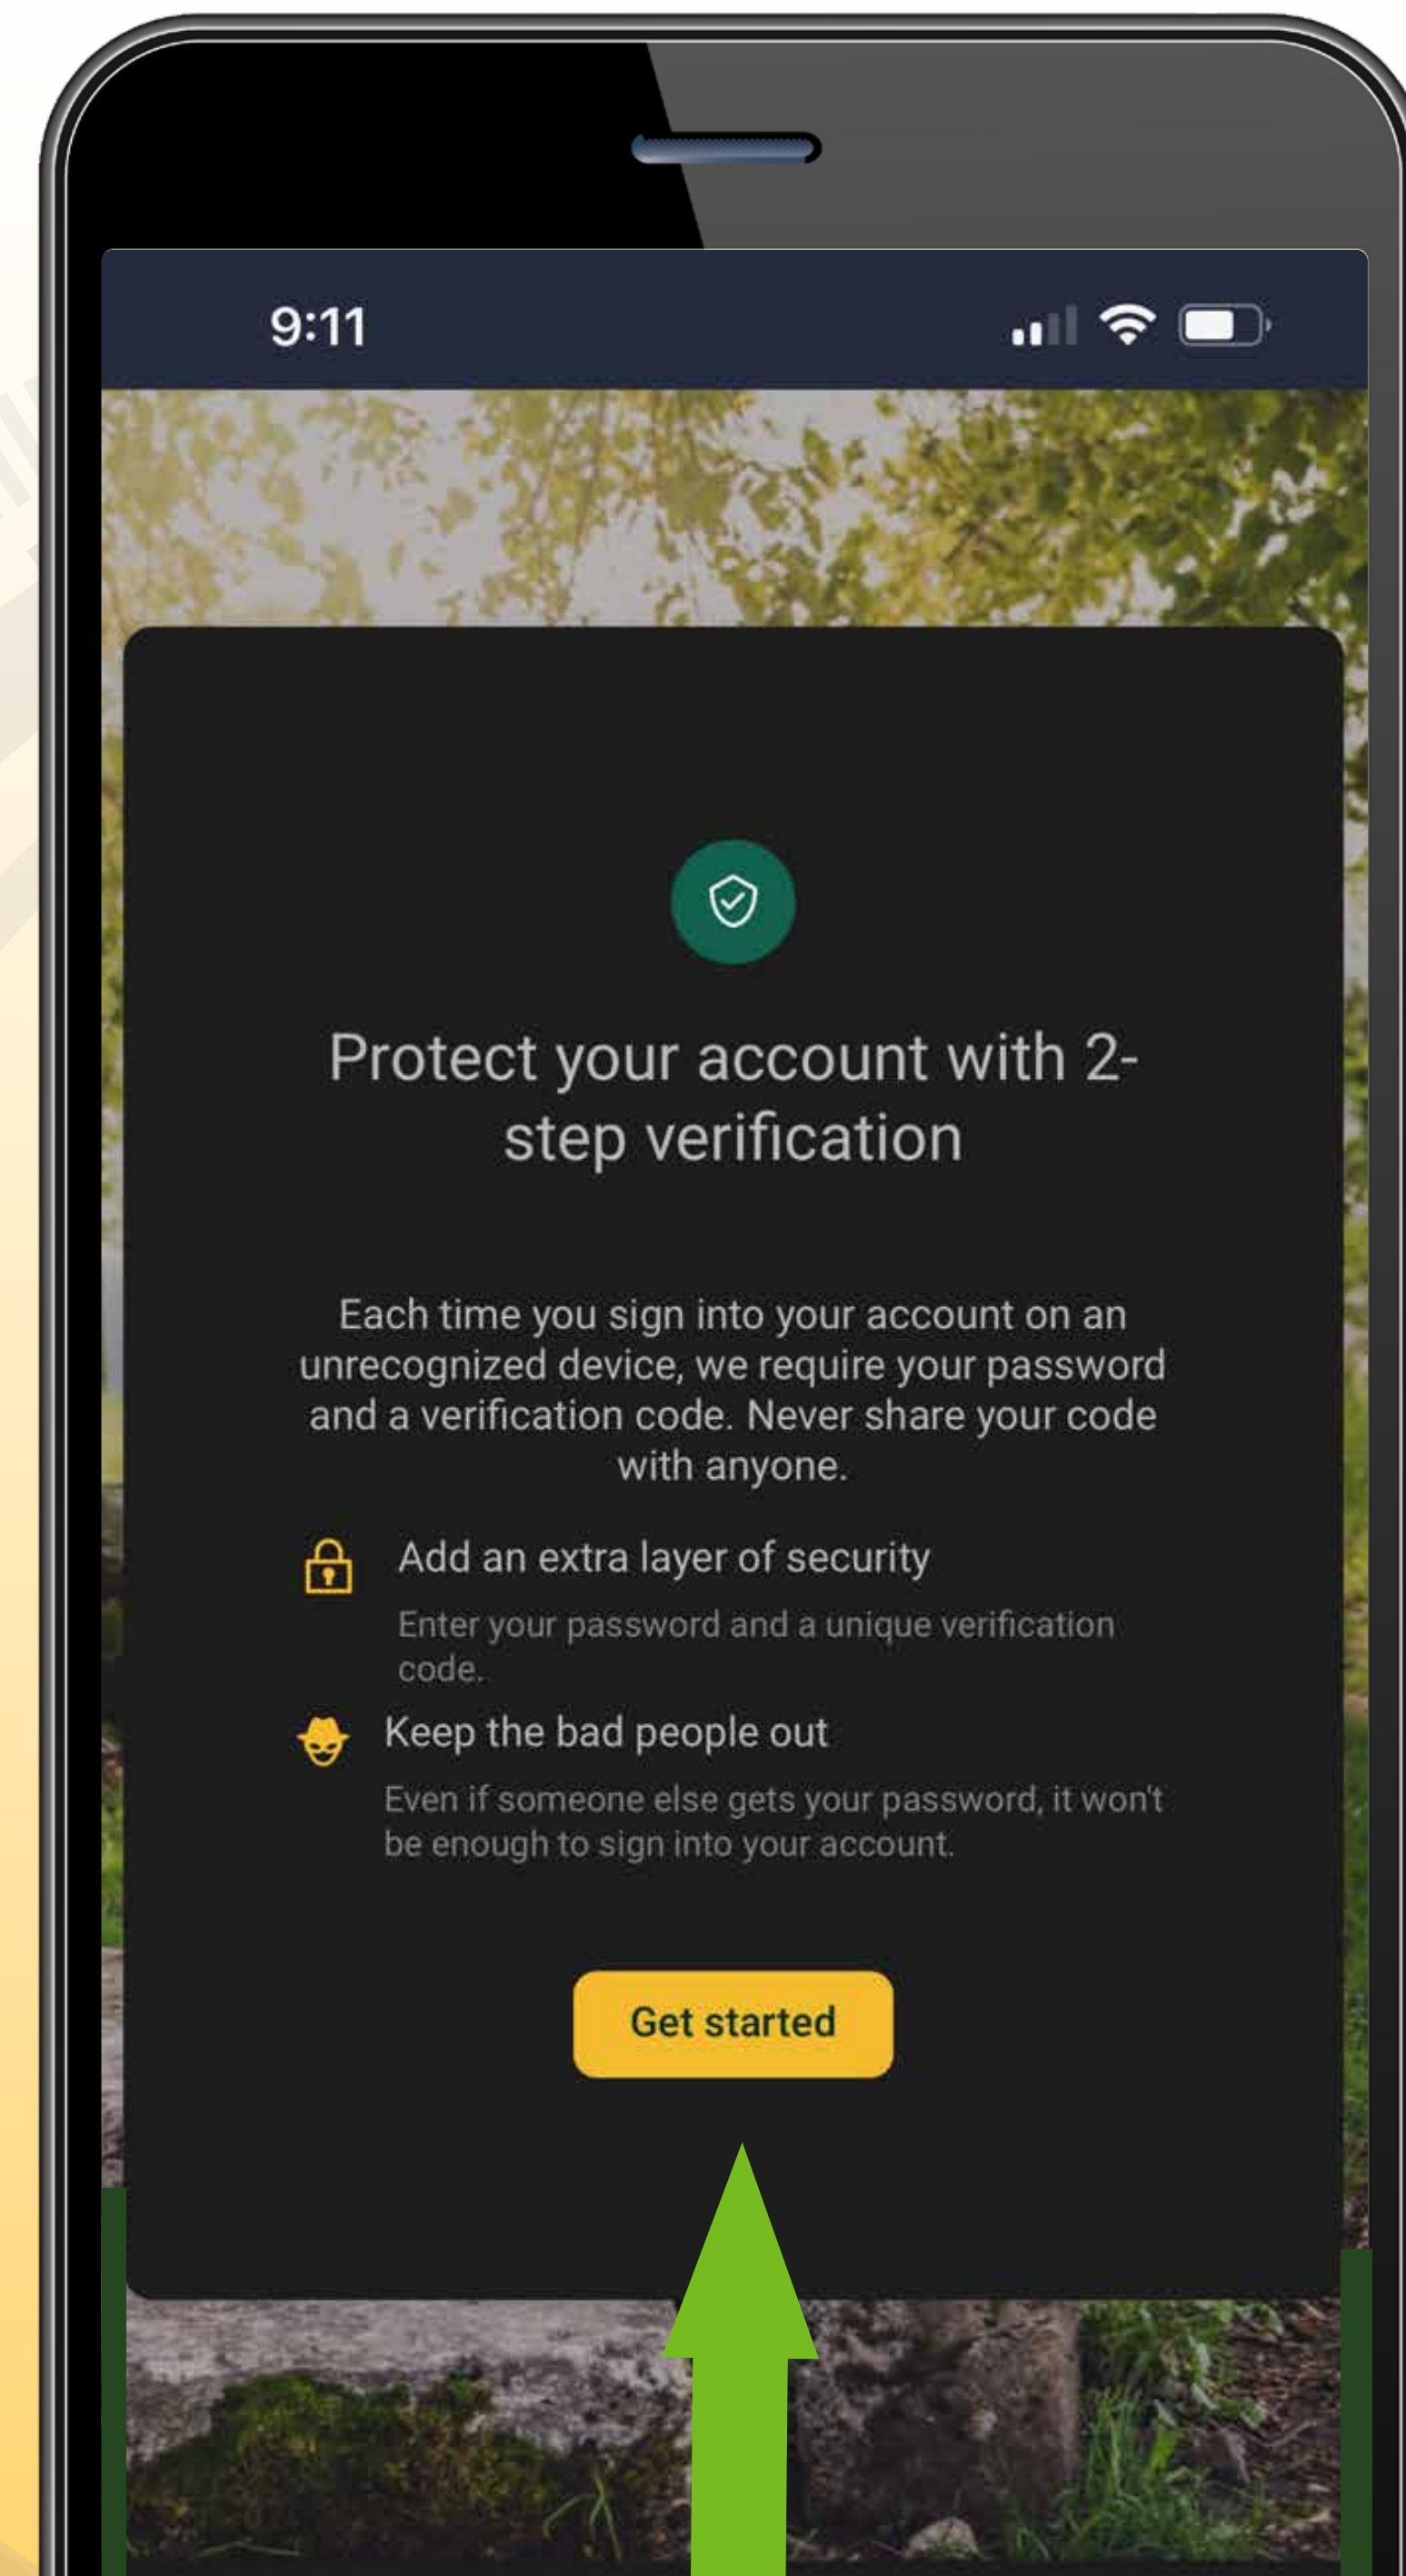 9:11
Protect your account with 2-
step verification
Each time you sign into your account on an
unrecognized device, we require your password
and a verification code. Never share your code
with anyone.
Add an extra layer of security
Enter your password and a unique verification
code.
Keep the bad people out
Even if someone else gets your password, it won't
be enough to sign into your account.
Get started